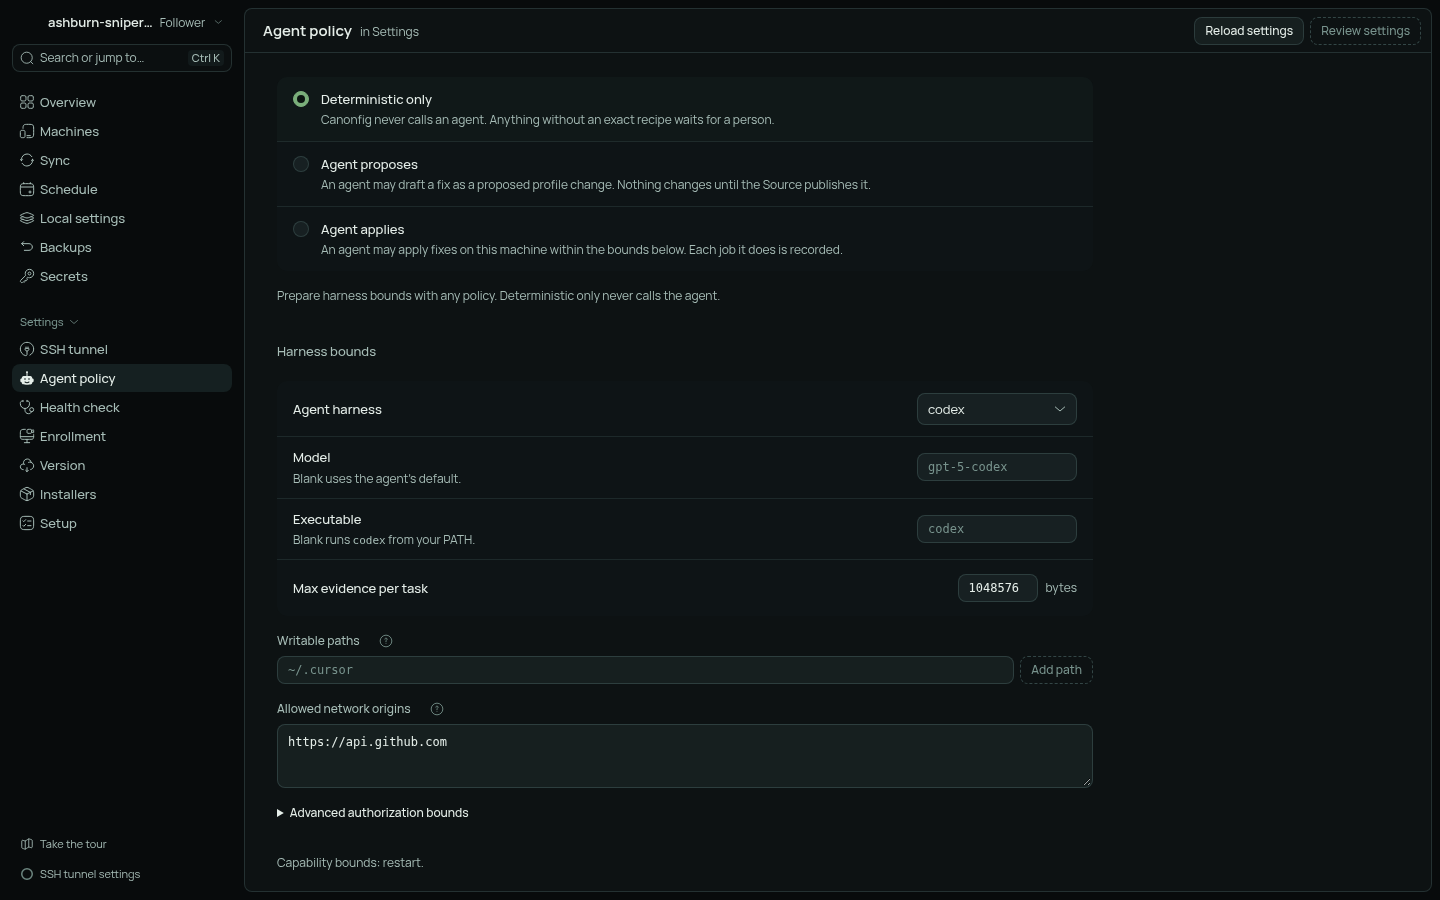 ashburn-sniper... Follower
Search or jump to... Ctrl K
Overview
Machines
Sync
Schedule
Local settings
Backups
Secrets
Settings
SSH tunnel
Agent policy
Health check
Enrollment
Version
Installers
Setup
Take the tour
SSH tunnel settings
Agent policy in Settings
Reload settings
Review settings
Deterministic only
Canonfig never calls an agent. Anything without an exact recipe waits for a person.
Agent proposes
An agent may draft a fix as a proposed profile change. Nothing changes until the Source publishes it.
Agent applies
An agent may apply fixes on this machine within the bounds below. Each job it does is recorded.
Prepare harness bounds with any policy. Deterministic only never calls the agent.
Harness bounds
Agent harness
codex
Model
Blank uses the agent's default.
gpt-5-codex
Executable
Blank runs codex from your PATH.
codex
Max evidence per task
1048576 bytes
Writable paths ?
~/.cursor
Add path
Allowed network origins ?
https://api.github.com
Advanced authorization bounds
Capability bounds: restart.